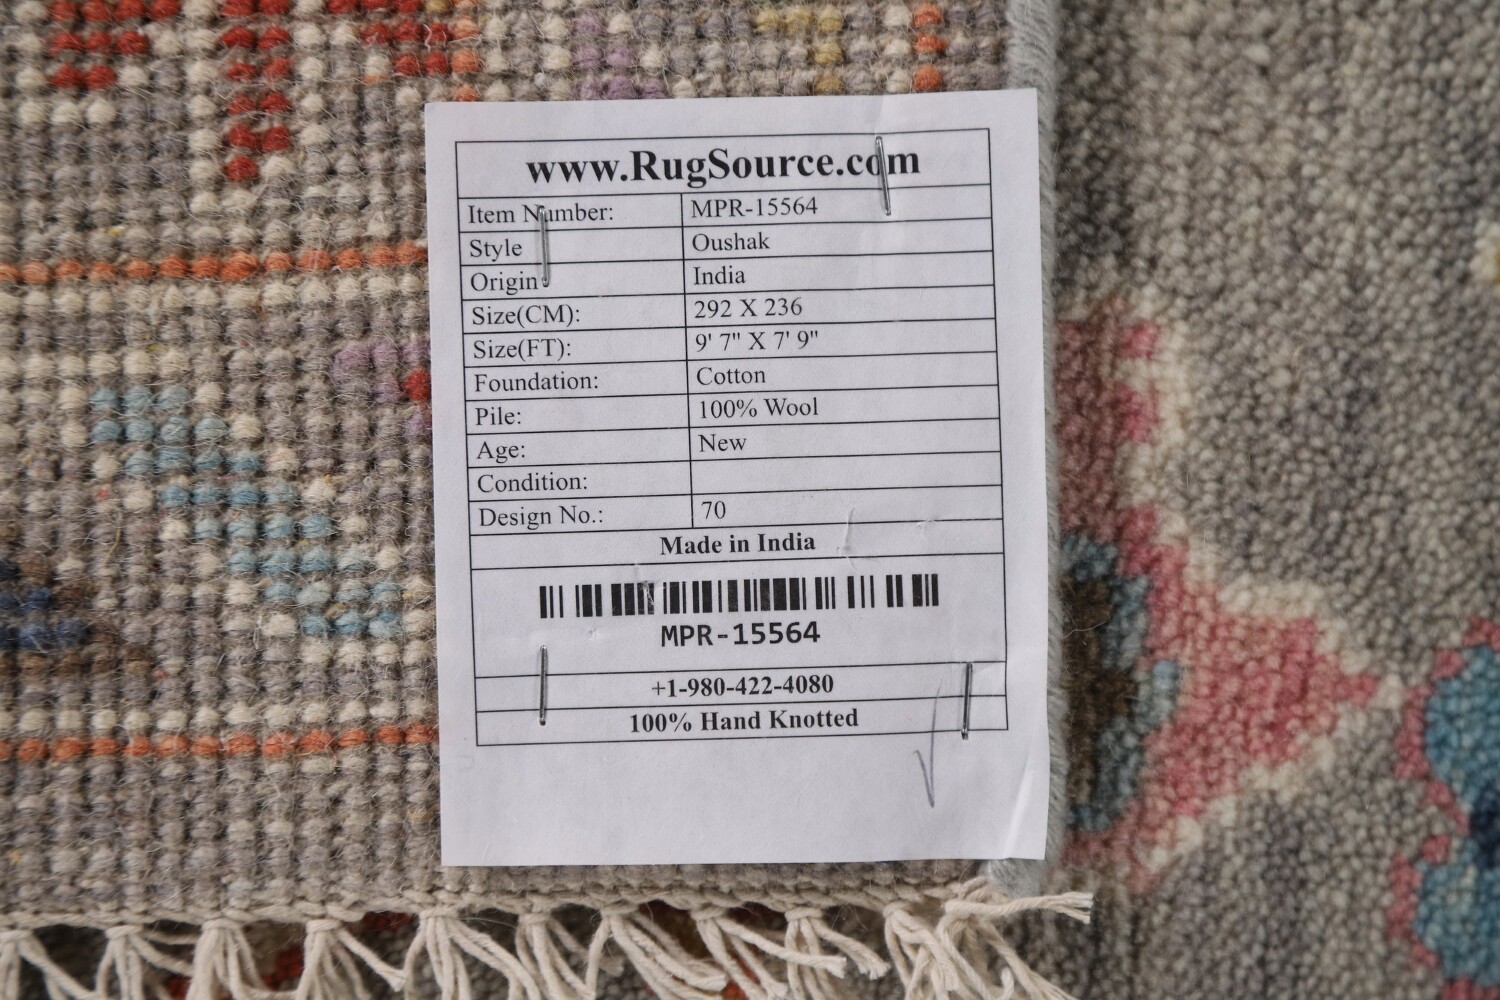 www.RugSource.com
Item Number: MPR-15564
Style Oushak
Origin India
Size(CM): 292 X 236
Size(FT): 9' 7" X 7' 9"
Foundation: Cotton
Pile: 100% Wool
Age: New
Condition:
Design No.: 70
Made in India
MPR-15564
+1-980-422-4080
100% Hand Knotted